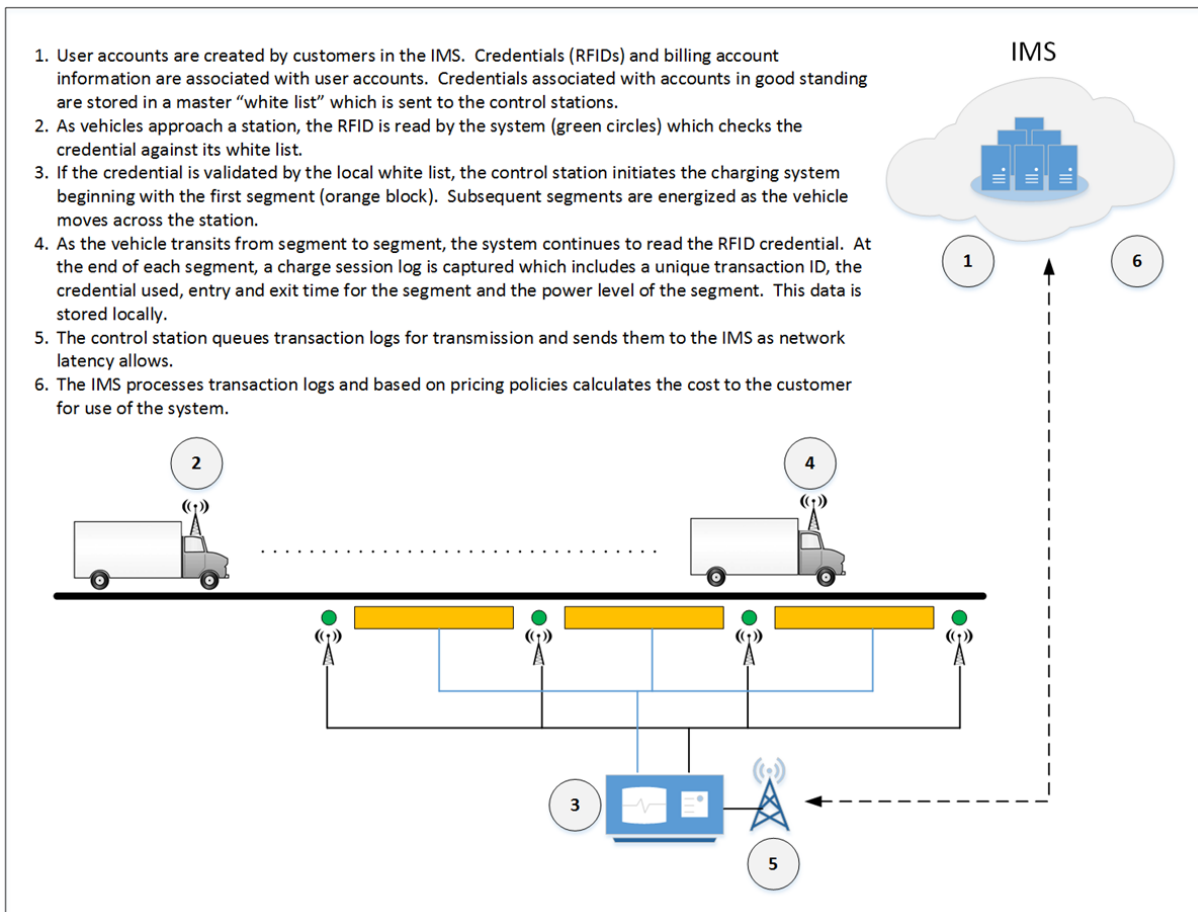 1. User accounts are created by customers in the IMS.  Credentials (RFIDs) and billing account
information are associated with user accounts.  Credentials associated with accounts in good standing
are stored in a master “white list” which is sent to the control stations.
2. As vehicles approach a station, the RFID is read by the system (green circles) which checks the
credential against its white list.
3. If the credential is validated by the local white list, the control station initiates the charging system
beginning with the first segment (orange block).  Subsequent segments are energized as the vehicle
moves across the station.
4. As the vehicle transits from segment to segment, the system continues to read the RFID credential.  At
the end of each segment, a charge session log is captured which includes a unique transaction ID, the
credential used, entry and exit time for the segment and the power level of the segment.  This data is
stored locally.
5. The control station queues transaction logs for transmission and sends them to the IMS as network
latency allows.
6. The IMS processes transaction logs and based on pricing policies calculates the cost to the customer
for use of the system.
IMS
1
6
2
4
3
5